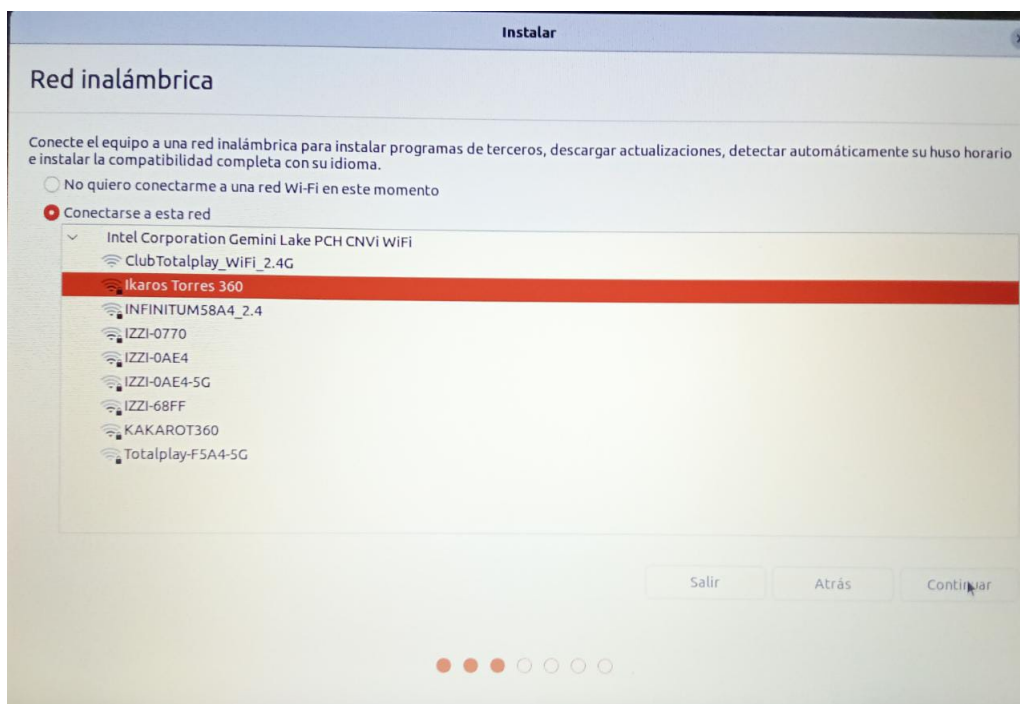 Instalar
Red inalámbrica
Conecte el equipo a una red inalámbrica para instalar programas de terceros, descargar actualizaciones, detectar automáticamente su huso horario
e instalar la compatibilidad completa con su idioma.
No quiero conectarme a una red Wi-Fi en este momento
Conectarse a esta red
Intel Corporation Gemini Lake PCH CNVi WiFi
ClubTotalplay_WiFi_2.4G
Ikaros Torres 360
INFINITUM58A4_2.4
IZZI-0770
IZZI-0AE4
IZZI-0AE4-5G
IZZI-68FF
KAKAROT360
Totalplay-F5A4-5G
Salir Atrás Continuar